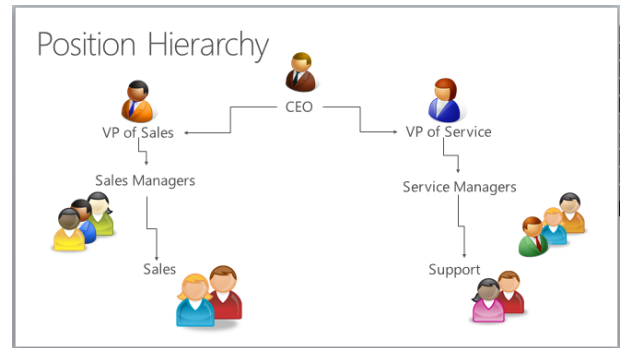 Position Hierarchy
CEO
VP of Sales
VP of Service
Sales Managers
Service Managers
Sales
Support